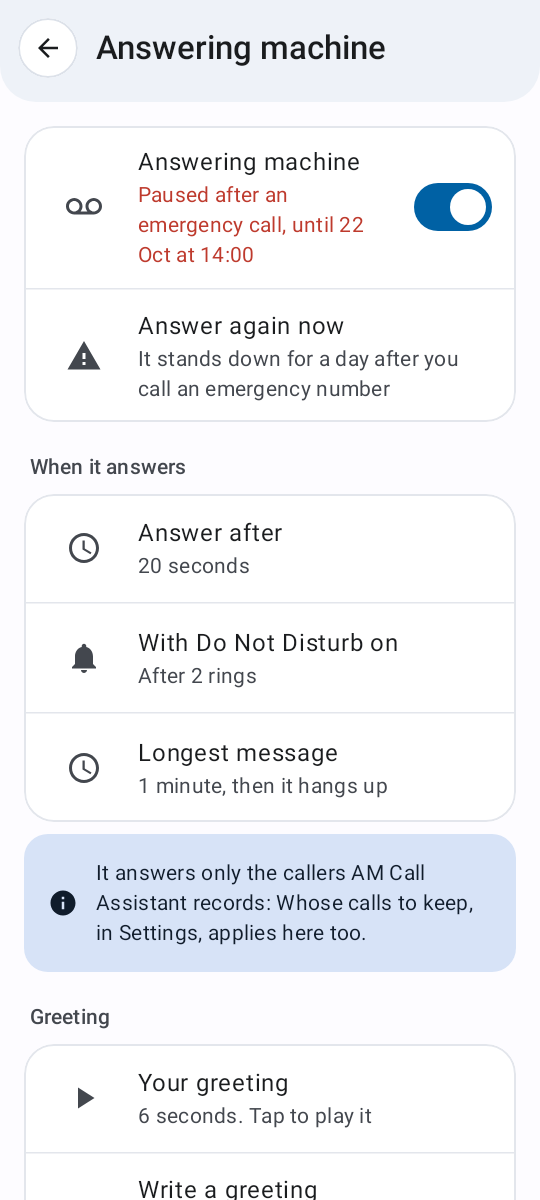 Answering machine
Answering machine
Paused after an
emergency call, until 22
Oct at 14:00
Answer again now
It stands down for a day after you
call an emergency number
When it answers
Answer after
20 seconds
With Do Not Disturb on
After 2 rings
Longest message
1 minute, then it hangs up
It answers only the callers AM Call
Assistant records: Whose calls to keep,
in Settings, applies here too.
Greeting
Your greeting
6 seconds. Tap to play it
Write a greeting